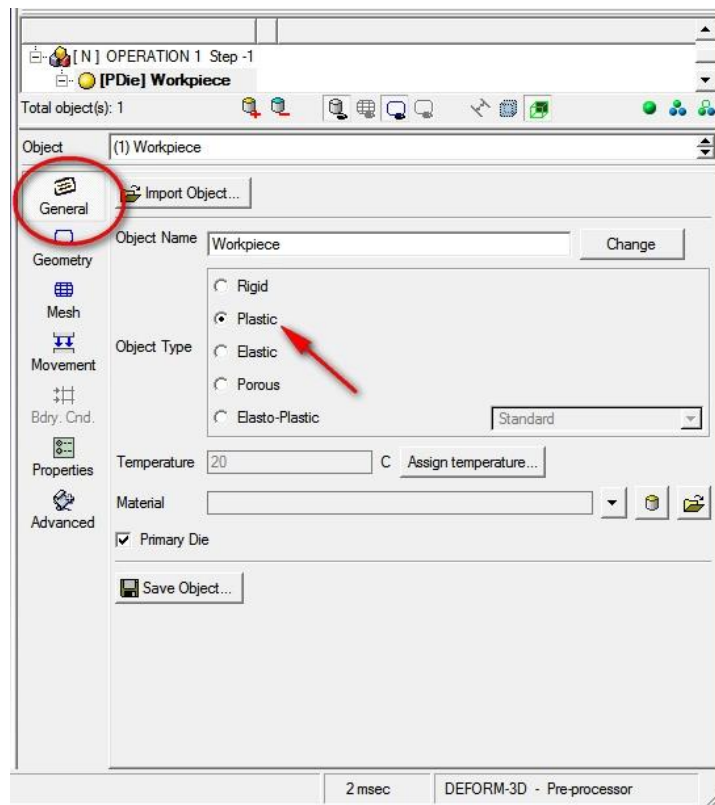 [ N ] OPERATION 1 Step -1
[PDie] Workpiece
Total object(s): 1
Object (1) Workpiece
General
Import Object...
Geometry
Object Name Workpiece Change
Mesh
Rigid
Plastic
Movement
Object Type
Elastic
Porous
Bdry. Cnd.
Elasto-Plastic Standard
Properties
Temperature 20 C Assign temperature...
Advanced
Material
Primary Die
Save Object...
2 msec DEFORM-3D - Pre-processor